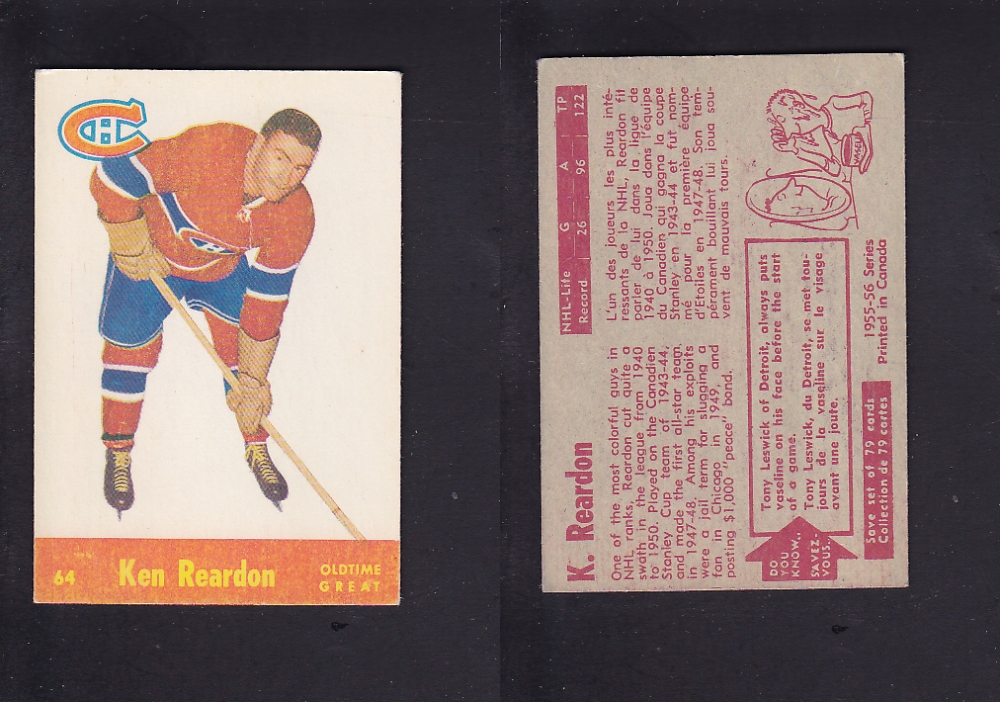 64
Ken Reardon
OLDTIME
GREAT
K. Reardon
NHL-Life G A TP
Record 26 96 122
One of the most colorful guys in
NHL ranks, Reardon cut quite a
swath in the league from 1940
to 1950. Played on the Canadien
Stanley Cup team of 1943-44,
and made the first all-star team
in 1947-48. Among his exploits
were a jail term for slugging a
fan in Chicago in 1949, and
posting $1,000 "peace" bond.
L'un des joueurs les plus inté-
ressants de la NHL, Reardon fit
parler de lui dans la ligue de
1940 à 1950. Joua dans l'équipe
du Canadien qui gagna la coupe
Stanley en 1943-44 et fut nom-
mé pour la première équipe
d'Etoiles en 1947-48. Son tem-
pérament bouillant lui joua sou-
vent de mauvais tours.
DO
YOU
KNOW..
SAVEZ-
VOUS..
Tony Leswick of Detroit, always puts
vaseline on his face before the start
of a game.
Tony Leswick, du Detroit, se met tou-
jours de la vaseline sur le visage
avant une joute.
Save set of 79 cards
Collection de 79 cartes
1955-56 Series
Printed in Canada